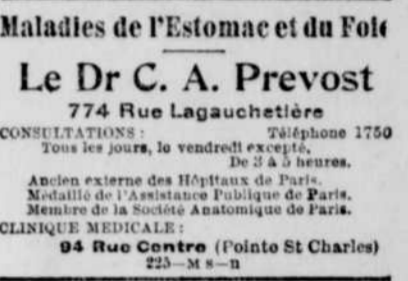 Maladies de l'Estomac et du Foie
Le Dr C. A. Prevost
774 Rue Lagauchetière
CONSULTATIONS : Téléphone 1750
Tous les jours, le vendredi excepté.
De 3 à 5 heures.
Ancien externe des Hôpitaux de Paris.
Médaillé de l'Assistance Publique de Paris.
Membre de la Société Anatomique de Paris.
CLINIQUE MEDICALE :
94 Rue Centre (Pointe St Charles)
225—M S—n